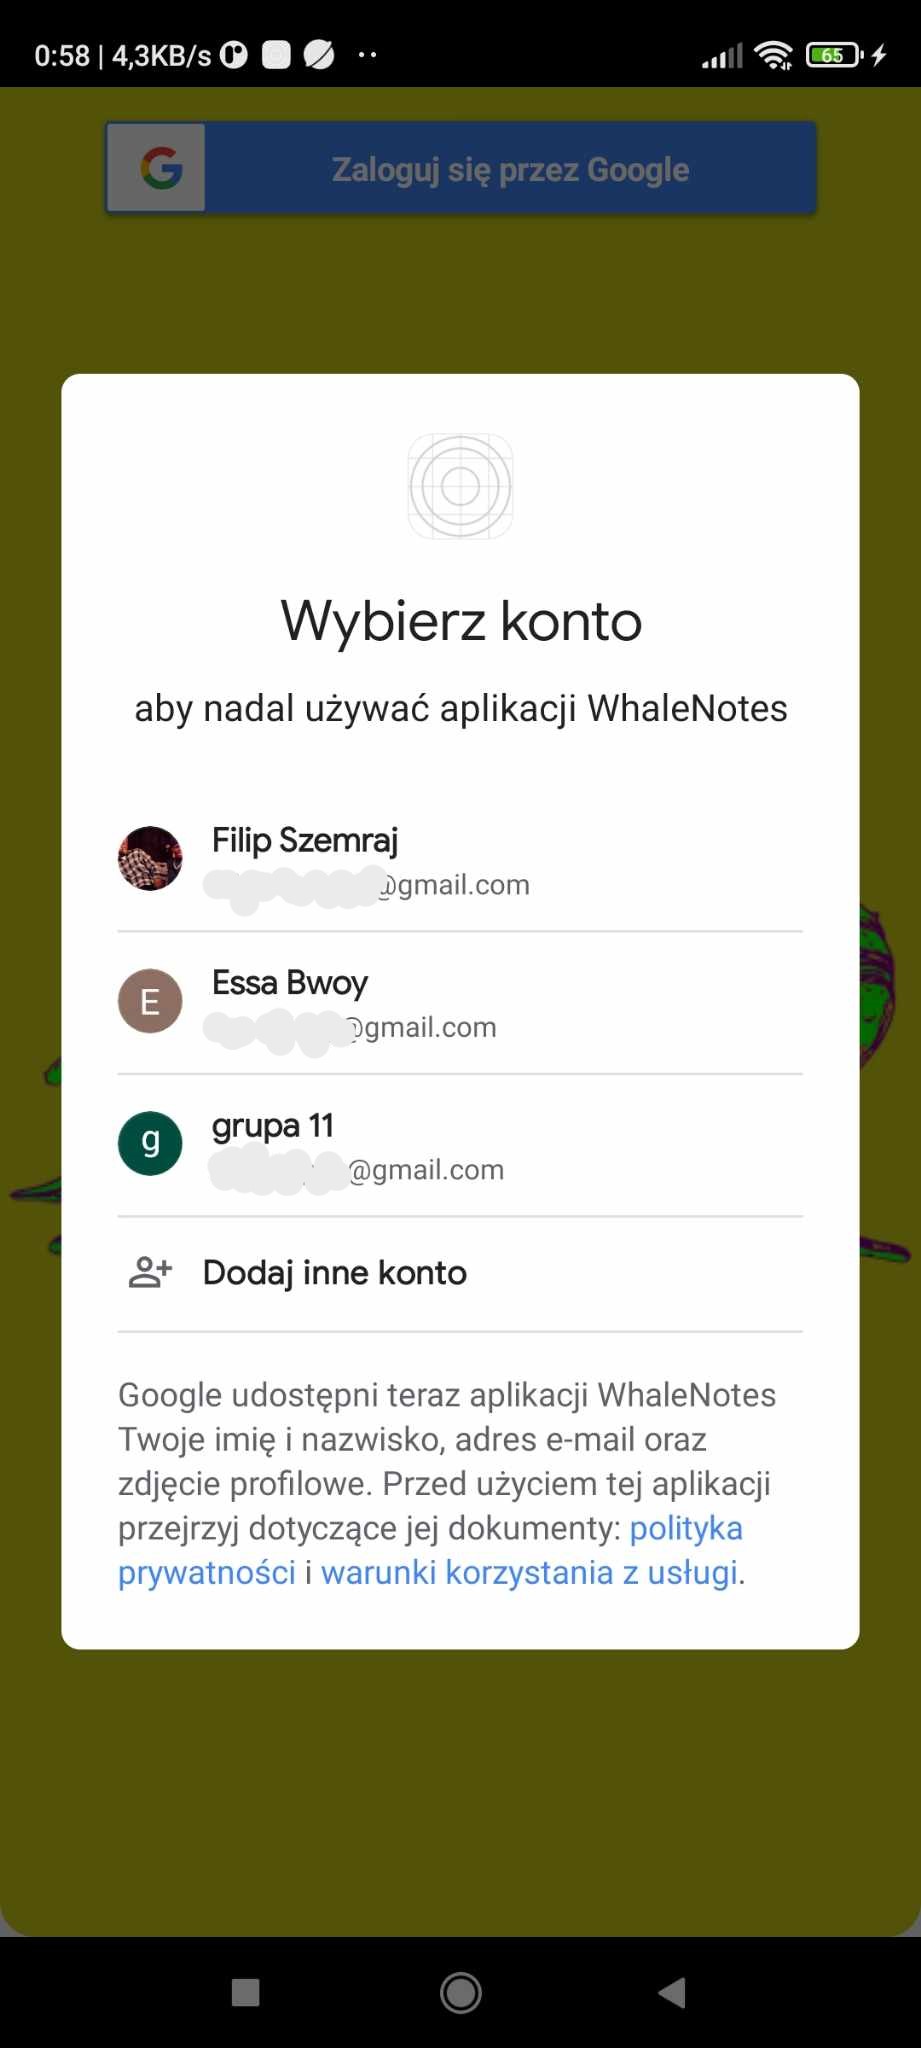 0:58 | 4,3KB/s
65
G Zaloguj się przez Google
Wybierz konto
aby nadal używać aplikacji WhaleNotes
Filip Szemraj
@gmail.com
E
Essa Bwoy
@gmail.com
g
grupa 11
@gmail.com
Dodaj inne konto
Google udostępni teraz aplikacji WhaleNotes
Twoje imię i nazwisko, adres e-mail oraz
zdjęcie profilowe. Przed użyciem tej aplikacji
przejrzyj dotyczące jej dokumenty: polityka
prywatności i warunki korzystania z usługi.